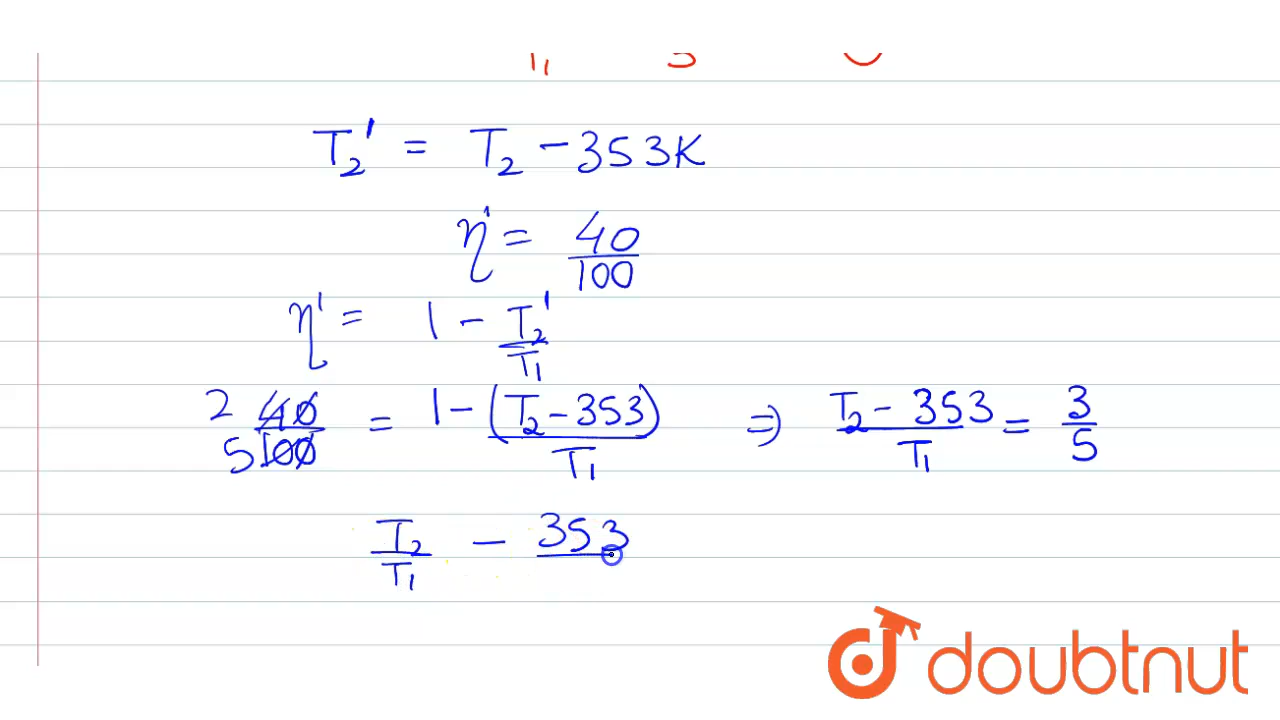 T₂' = T₂ - 353K
η' = 40/100
η' = 1 - T₂'/T₁
2 40/5 100 = 1 - (T₂ - 353)/T₁ ⇒ T₂ - 353/T₁ = 3/5
T₂/T₁ - 353
doubtnut